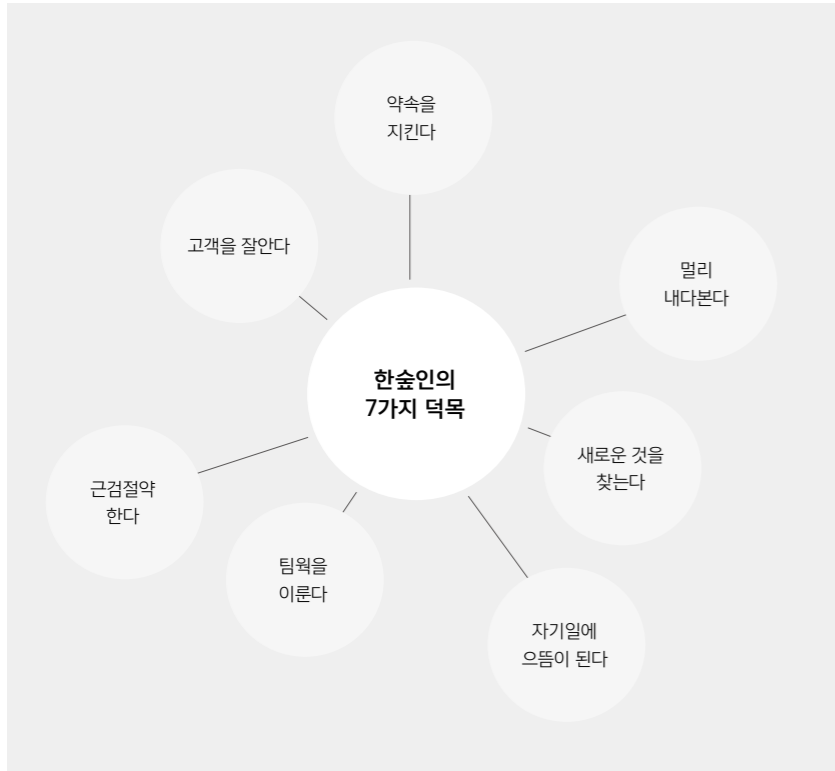 약속을
지킨다
고객을 잘안다
멀리
내다본다
한숲인의
7가지 덕목
새로운 것을
찾는다
근검절약
한다
팀웍을
이룬다
자기일에
으뜸이 된다